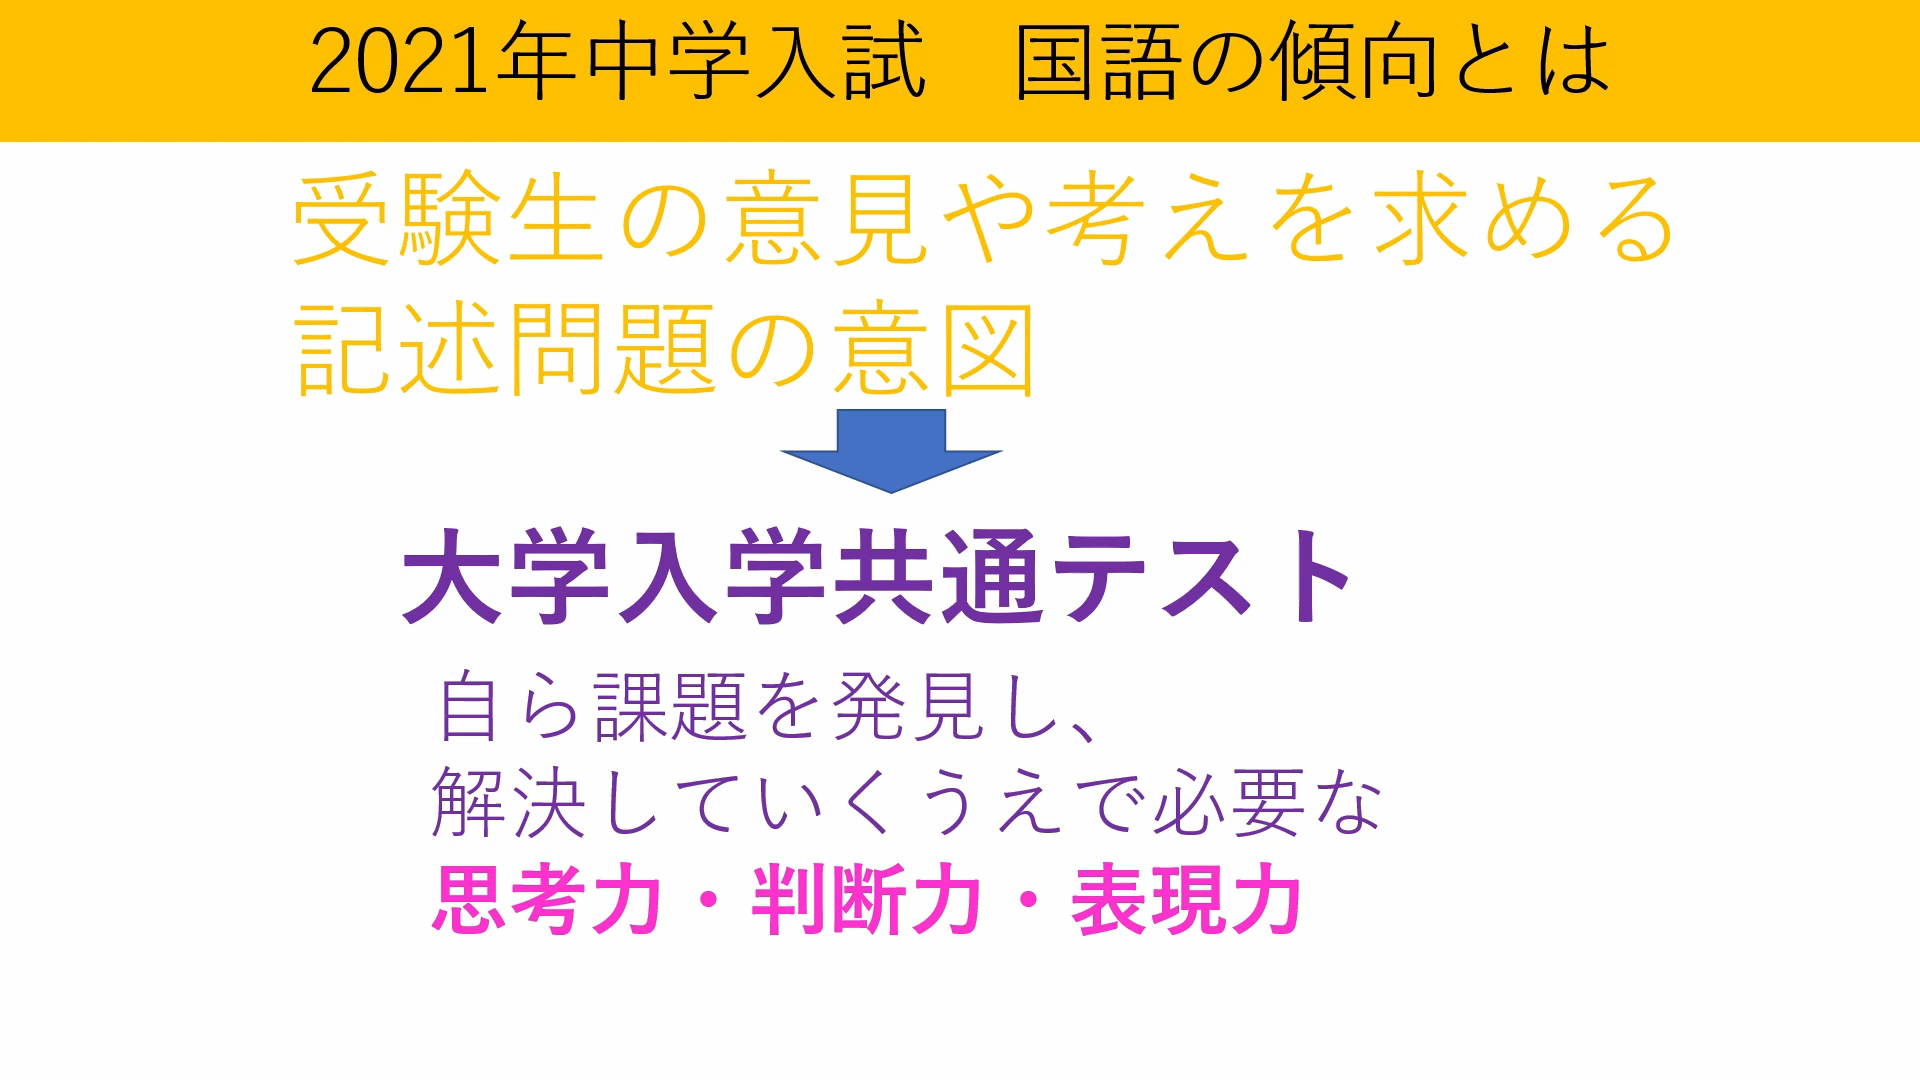 2021年中学入試　国語の傾向とは
受験生の意見や考えを求める
記述問題の意図
大学入学共通テスト
自ら課題を発見し、
解決していくうえで必要な
思考力・判断力・表現力